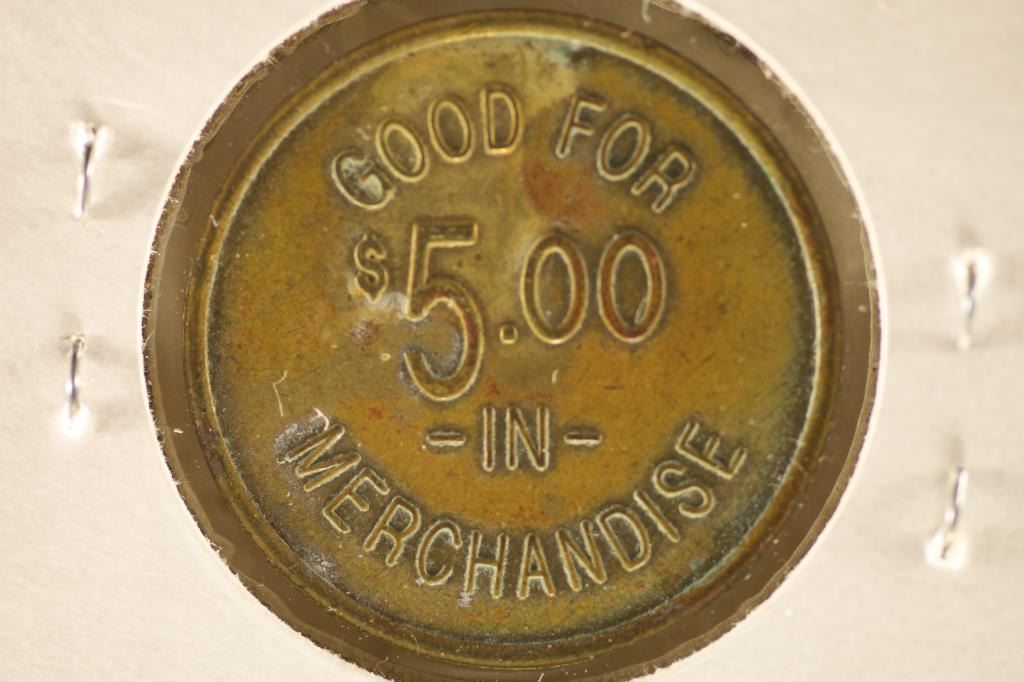 GOOD FOR
$5.00
-IN-
MERCHANDISE